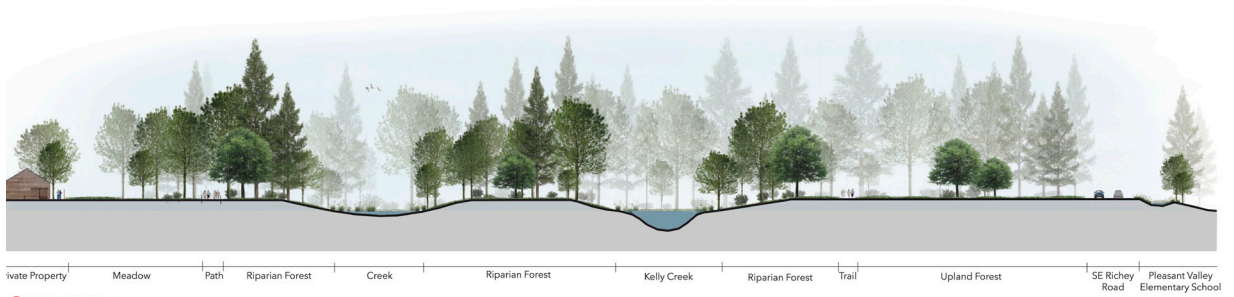 rivate Property
Meadow
Path
Riparian Forest
Creek
Riparian Forest
Kelly Creek
Riparian Forest
Trail
Upland Forest
SE Richey
Road
Pleasant Valley
Elementary School